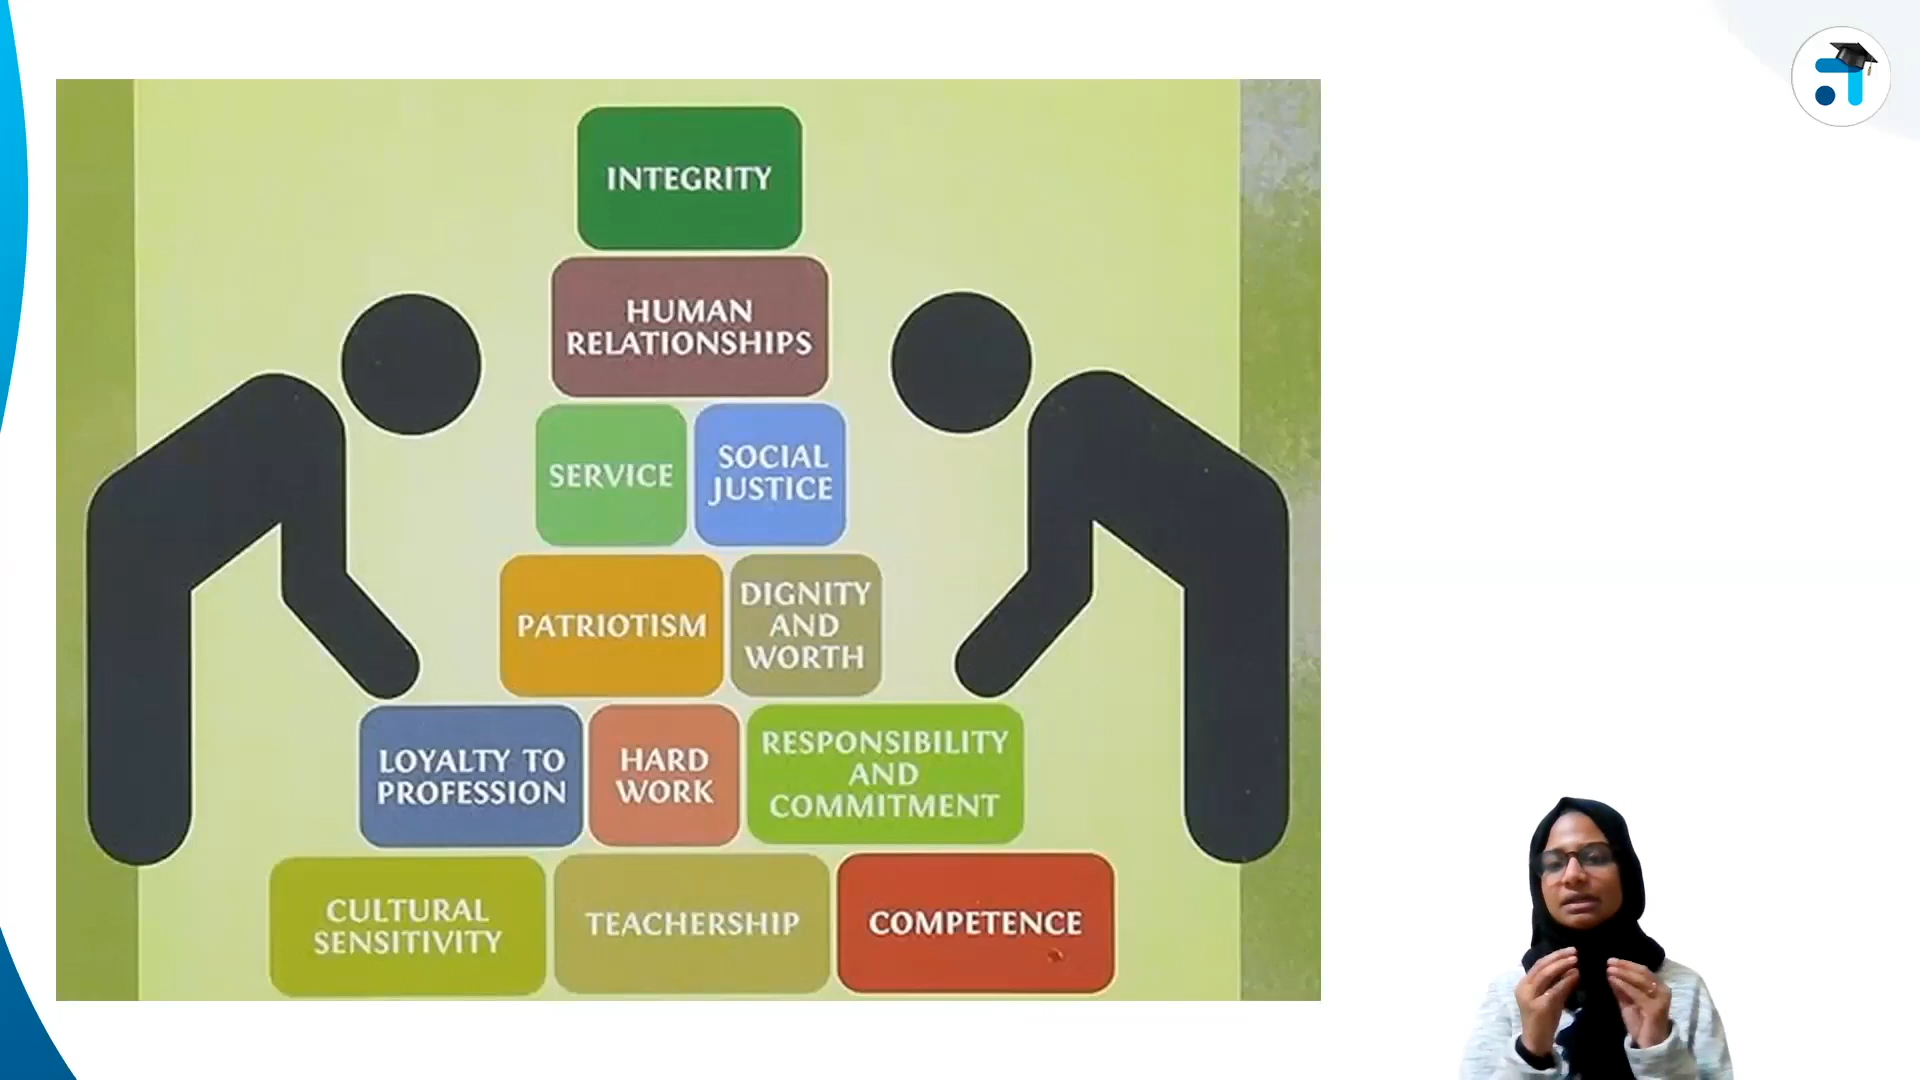 INTEGRITY
HUMAN
RELATIONSHIPS
SERVICE
SOCIAL
JUSTICE
PATRIOTISM
DIGNITY
AND
WORTH
LOYALTY TO
PROFESSION
HARD
WORK
RESPONSIBILITY
AND
COMMITMENT
CULTURAL
SENSITIVITY
TEACHERSHIP
COMPETENCE